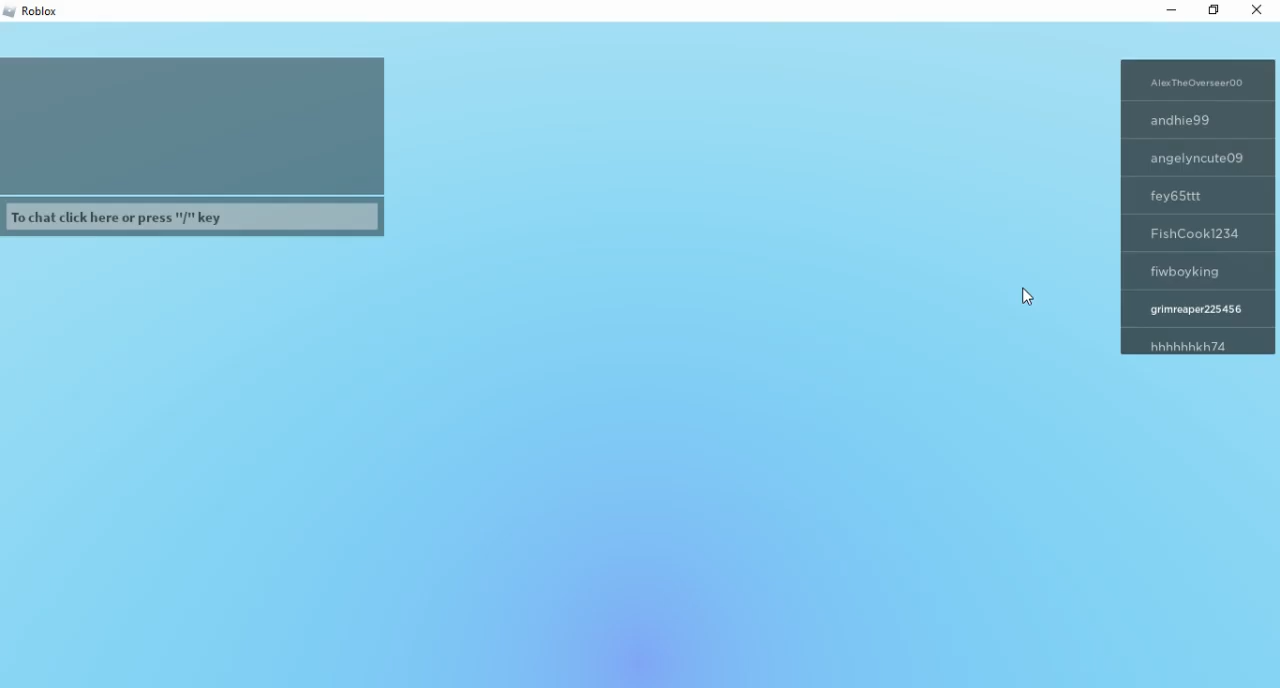 Roblox
To chat click here or press "/" key
AlexTheOverseer00
andhie99
angelyncute09
fey65ttt
FishCook1234
fiwboyking
grimreaper225456
hhhhhhkh74